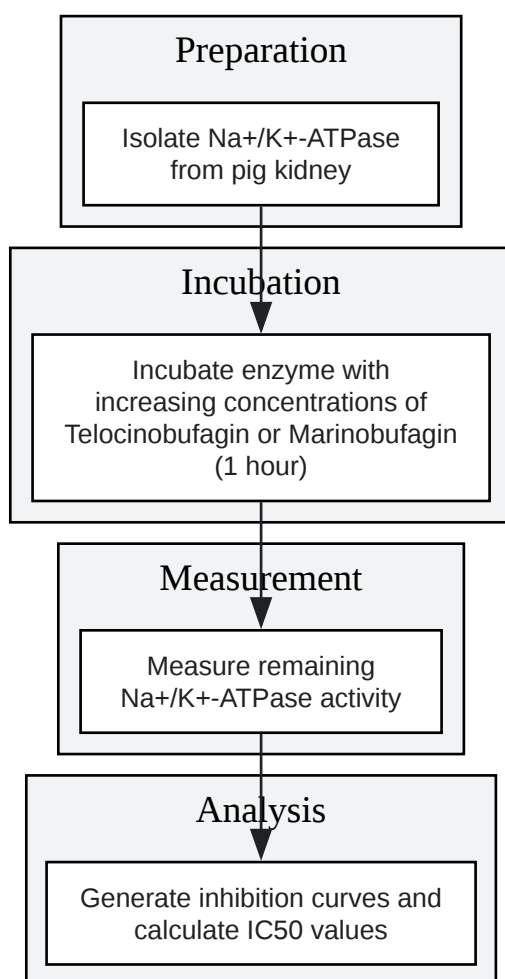 Preparation
Isolate Na+/K+-ATPase
from pig kidney
Incubation
Incubate enzyme with
increasing concentrations of
Telocinobufagin or Marinobufagin
(1 hour)
Measurement
Measure remaining
Na+/K+-ATPase activity
Analysis
Generate inhibition curves and
calculate IC50 values